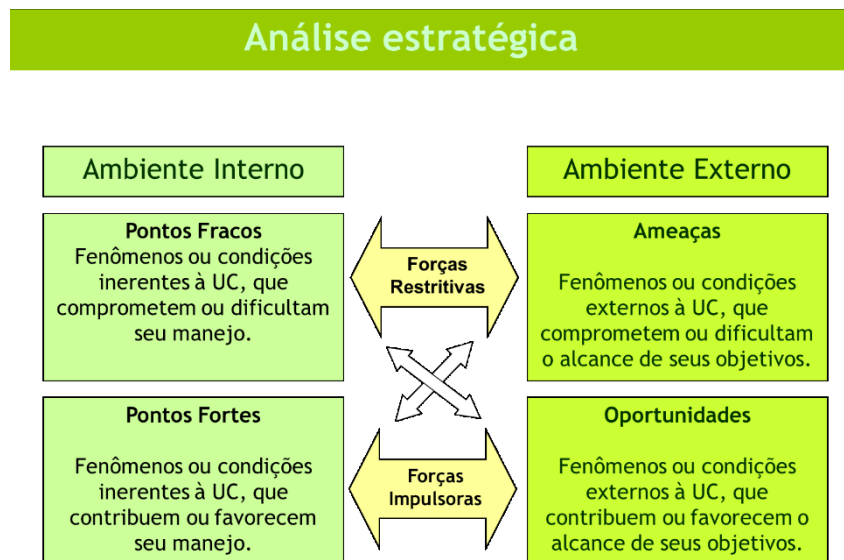 Análise estratégica
Ambiente Interno
Ambiente Externo
Pontos Fracos
Fenômenos ou condições
inerentes à UC, que
comprometem ou dificultam
seu manejo.
Forças
Restritivas
Ameaças
Fenômenos ou condições
externos à UC, que
comprometem ou dificultam
o alcance de seus objetivos.
Pontos Fortes
Fenômenos ou condições
inerentes à UC, que
contribuem ou favorecem
seu manejo.
Forças
Impulsoras
Oportunidades
Fenômenos ou condições
externos à UC, que
contribuem ou favorecem o
alcance de seus objetivos.